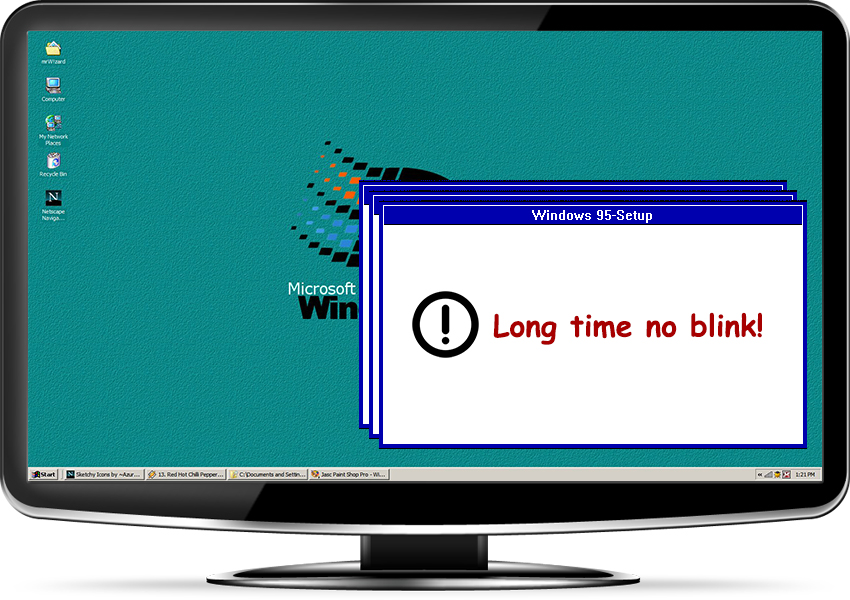 mrWizard
Computer
My Network
Places
Recycle Bin
N
Netscape
Naviga...
Microsoft
Win
Windows 95-Setup
Long time no blink!
Start
N Sketchy Icons by ~Azur...
13. Red Hot Chilli Pepper...
C:\Documents and Settin...
Jasc Paint Shop Pro - Wi...
« 1:21 PM